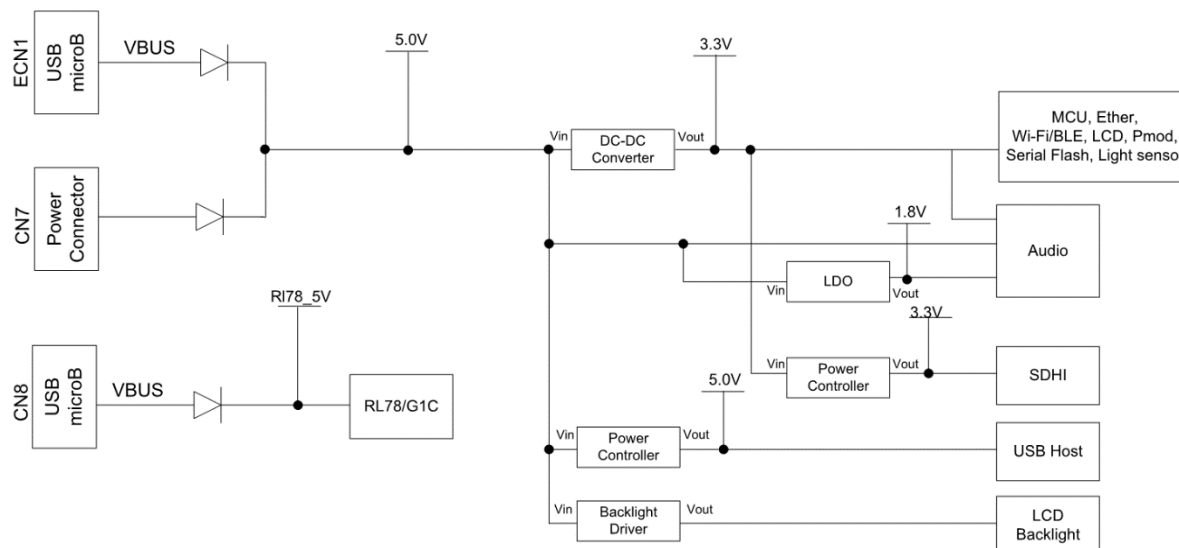 ECN1
USB
microB
VBUS
5.0V
3.3V
Vin
DC-DC
Converter
Vout
MCU, Ether,
Wi-Fi/BLE, LCD, Pmod,
Serial Flash, Light sensor
CN7
Power
Connector
1.8V
Audio
Vin
LDO
Vout
RI78_5V
3.3V
CN8
USB
microB
VBUS
RL78/G1C
Vin
Power
Controller
Vout
SDHI
5.0V
Vin
Power
Controller
Vout
USB Host
Vin
Backlight
Driver
Vout
LCD
Backlight